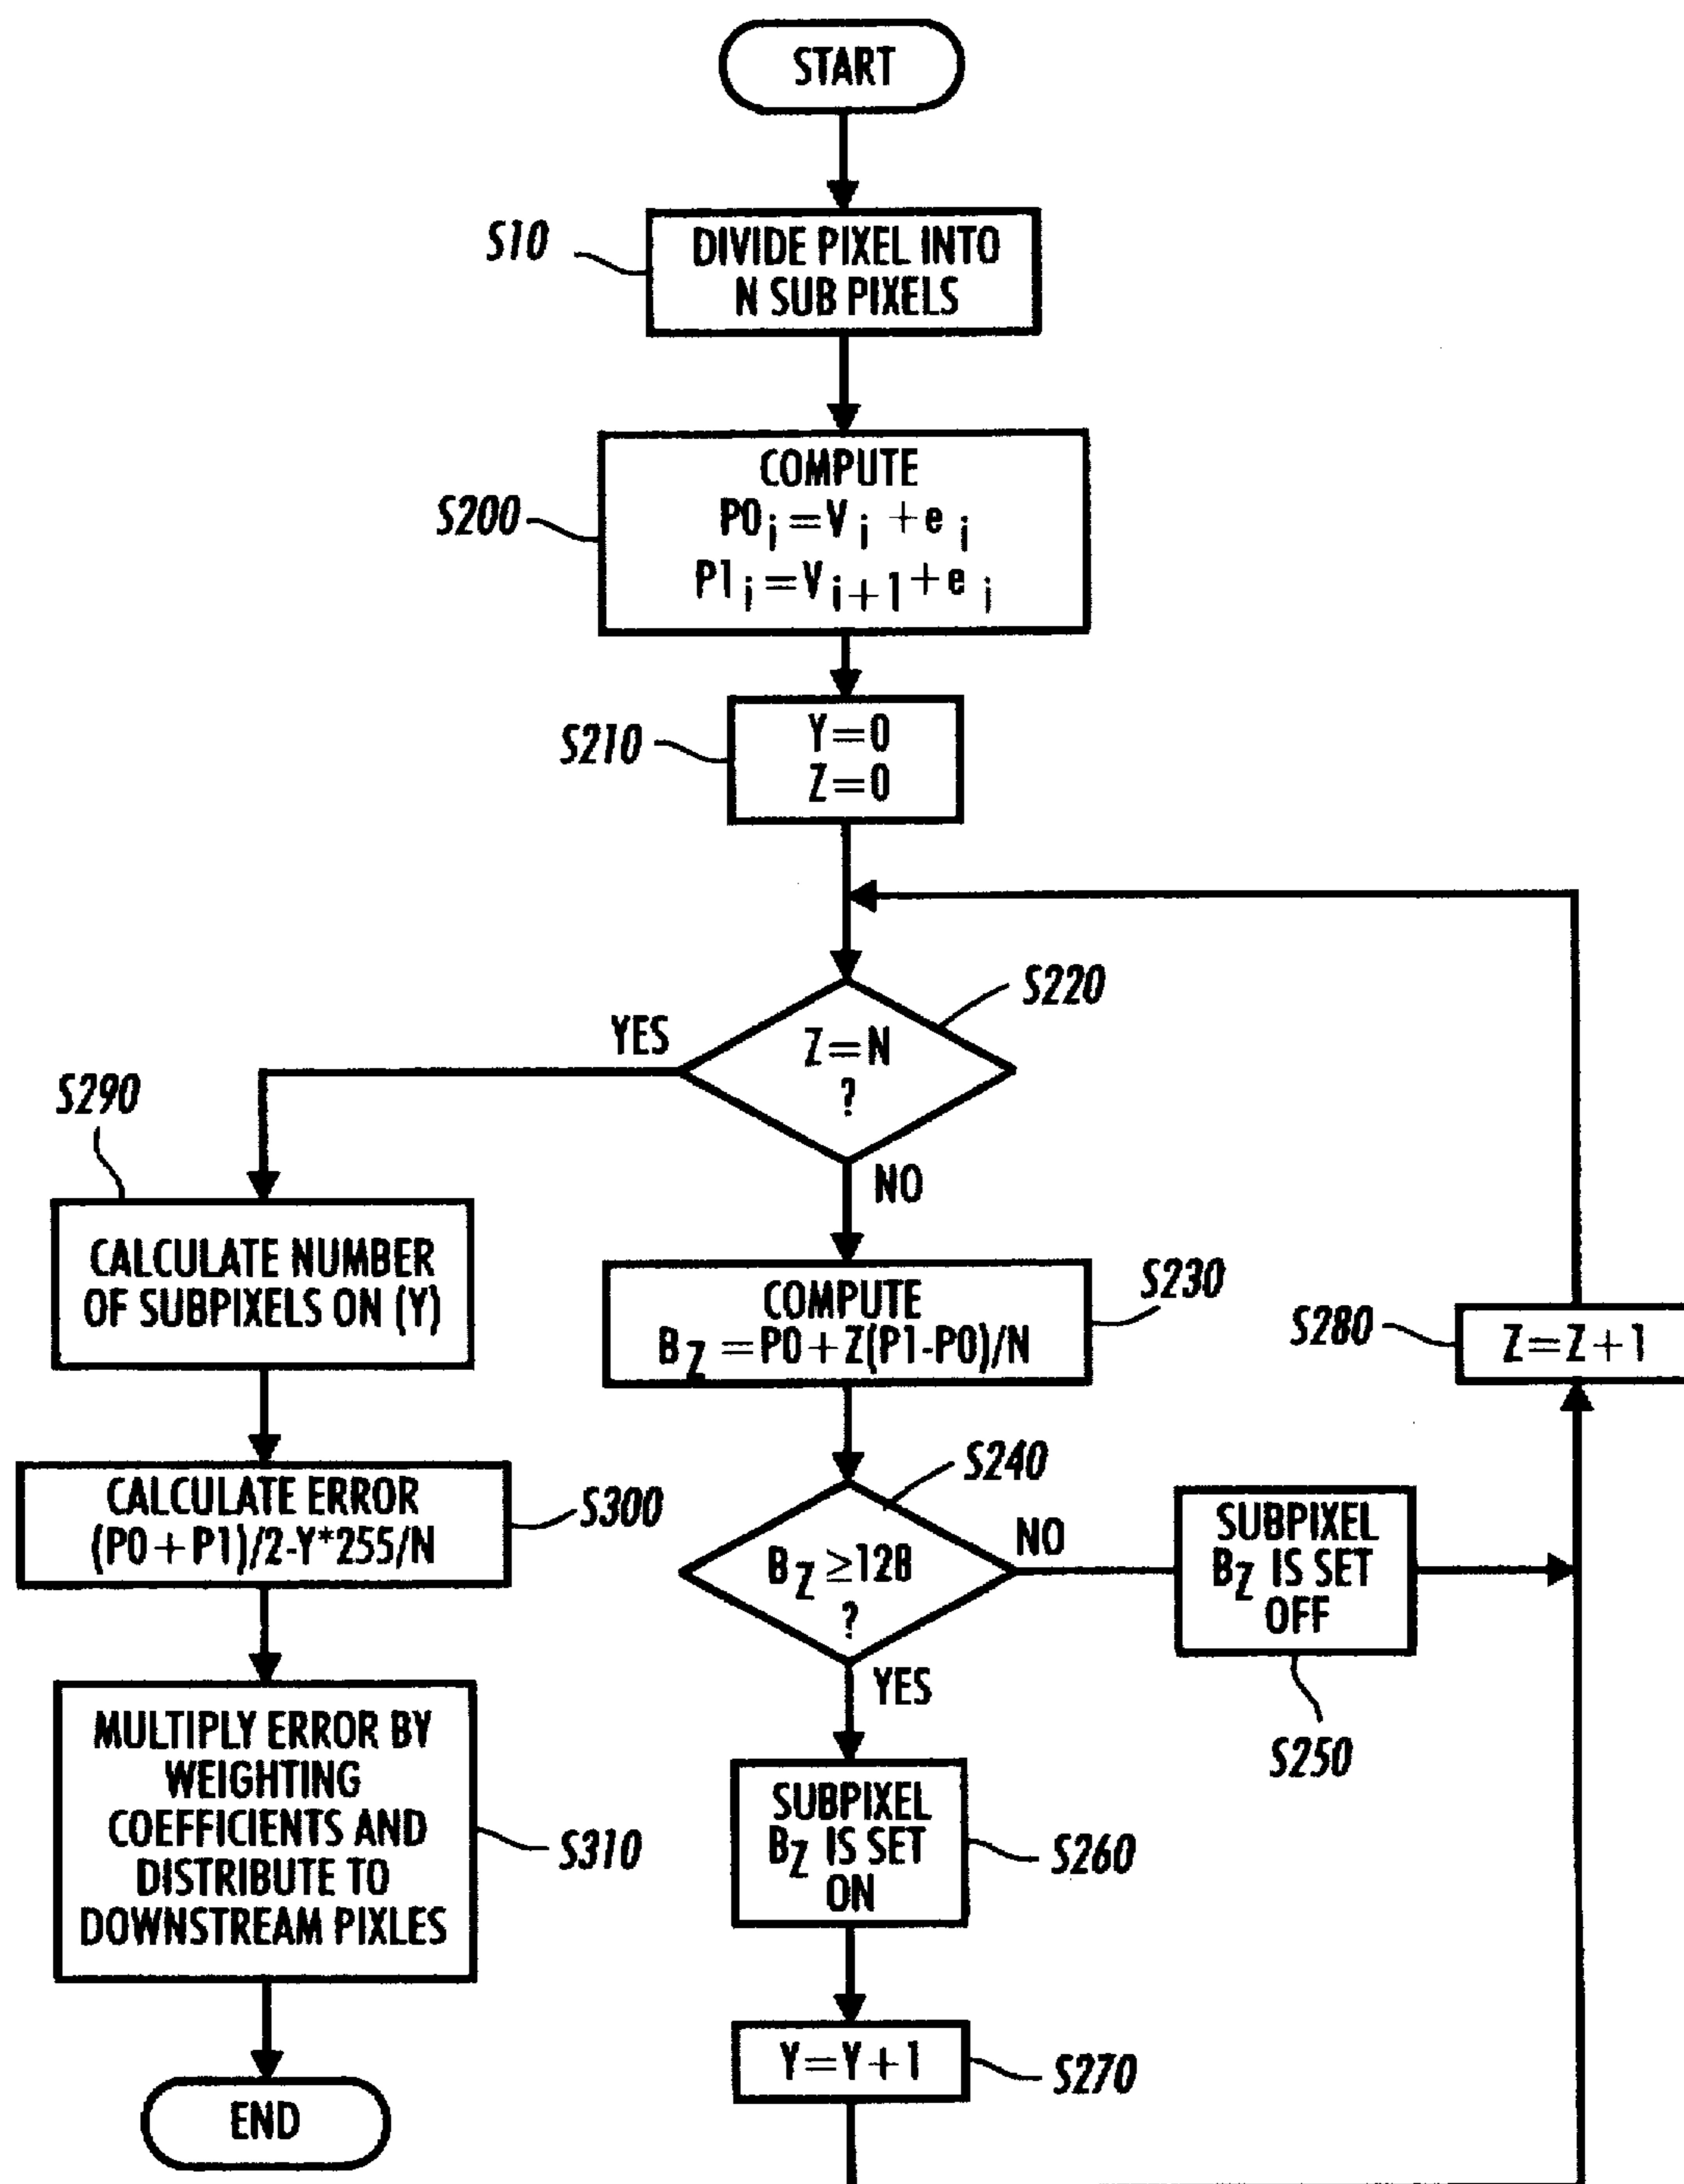 START
S10
DIVIDE PIXEL INTO
N SUB PIXELS
S200
COMPUTE
P0i=Vi+ei
P1i=Vi+1+ei
S210
Y=0
Z=0
S220
Z=N
?
YES
NO
S290
CALCULATE NUMBER
OF SUBPIXELS ON (Y)
S230
COMPUTE
BZ=P0+Z(P1-P0)/N
S280
Z=Z+1
S300
CALCULATE ERROR
(P0+P1)/2-Y*255/N
S240
BZ≥128
?
NO
YES
SUBPIXEL
BZ IS SET
OFF
S250
MULTIPLY ERROR BY
WEIGHTING
COEFFICIENTS AND
DISTRIBUTE TO
DOWNSTREAM PIXLES
S310
SUBPIXEL
BZ IS SET
ON
S260
Y=Y+1
S270
END